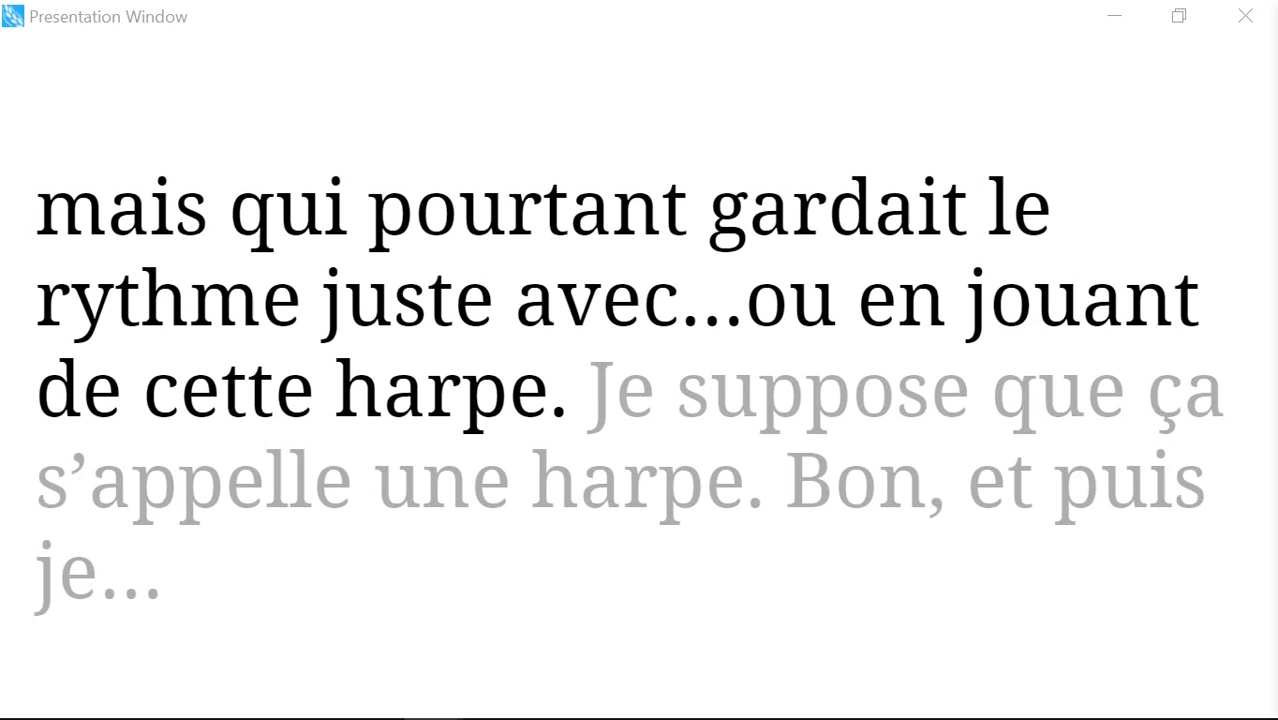 Presentation Window
mais qui pourtant gardait le
rythme juste avec…ou en jouant
de cette harpe. Je suppose que ça
s’appelle une harpe. Bon, et puis
je…